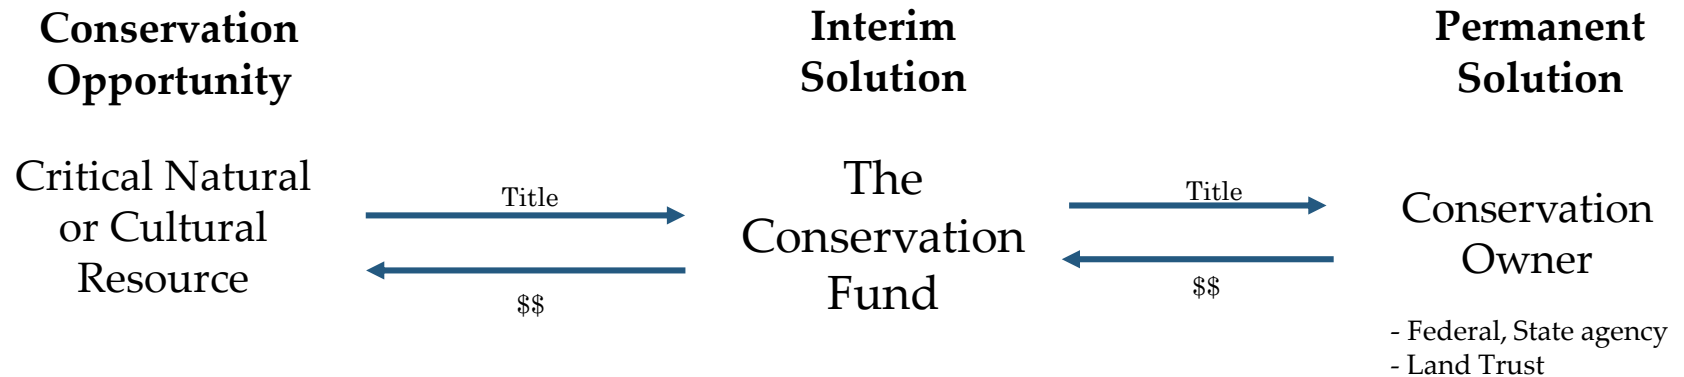 Conservation
Opportunity
Interim
Solution
Permanent
Solution
Critical Natural
or Cultural
Resource
Title
$$
The
Conservation
Fund
Title
$$
Conservation
Owner
- Federal, State agency
- Land Trust